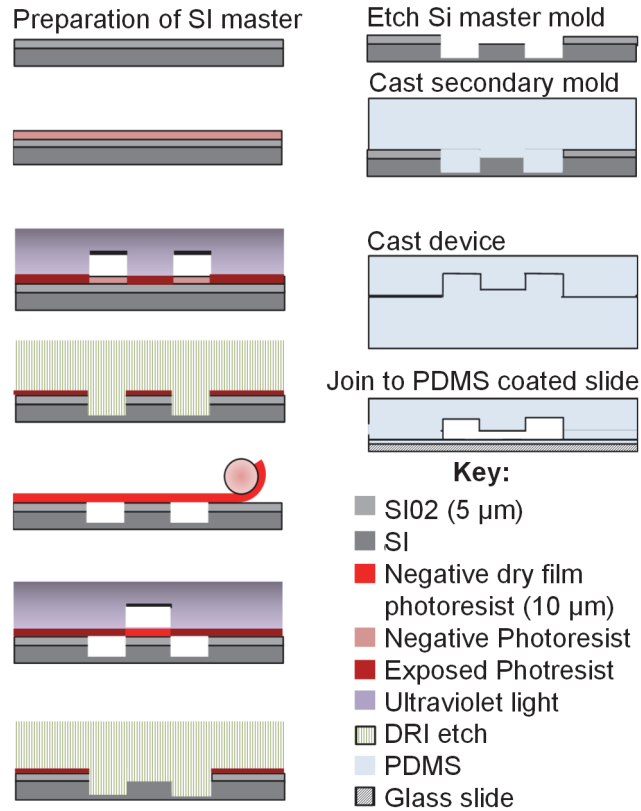 Preparation of SI master
Etch Si master mold
Cast secondary mold
Cast device
Join to PDMS coated slide
Key:
SI02 (5 µm)
SI
Negative dry film
photoresist (10 µm)
Negative Photoresist
Exposed Photresist
Ultraviolet light
DRI etch
PDMS
Glass slide